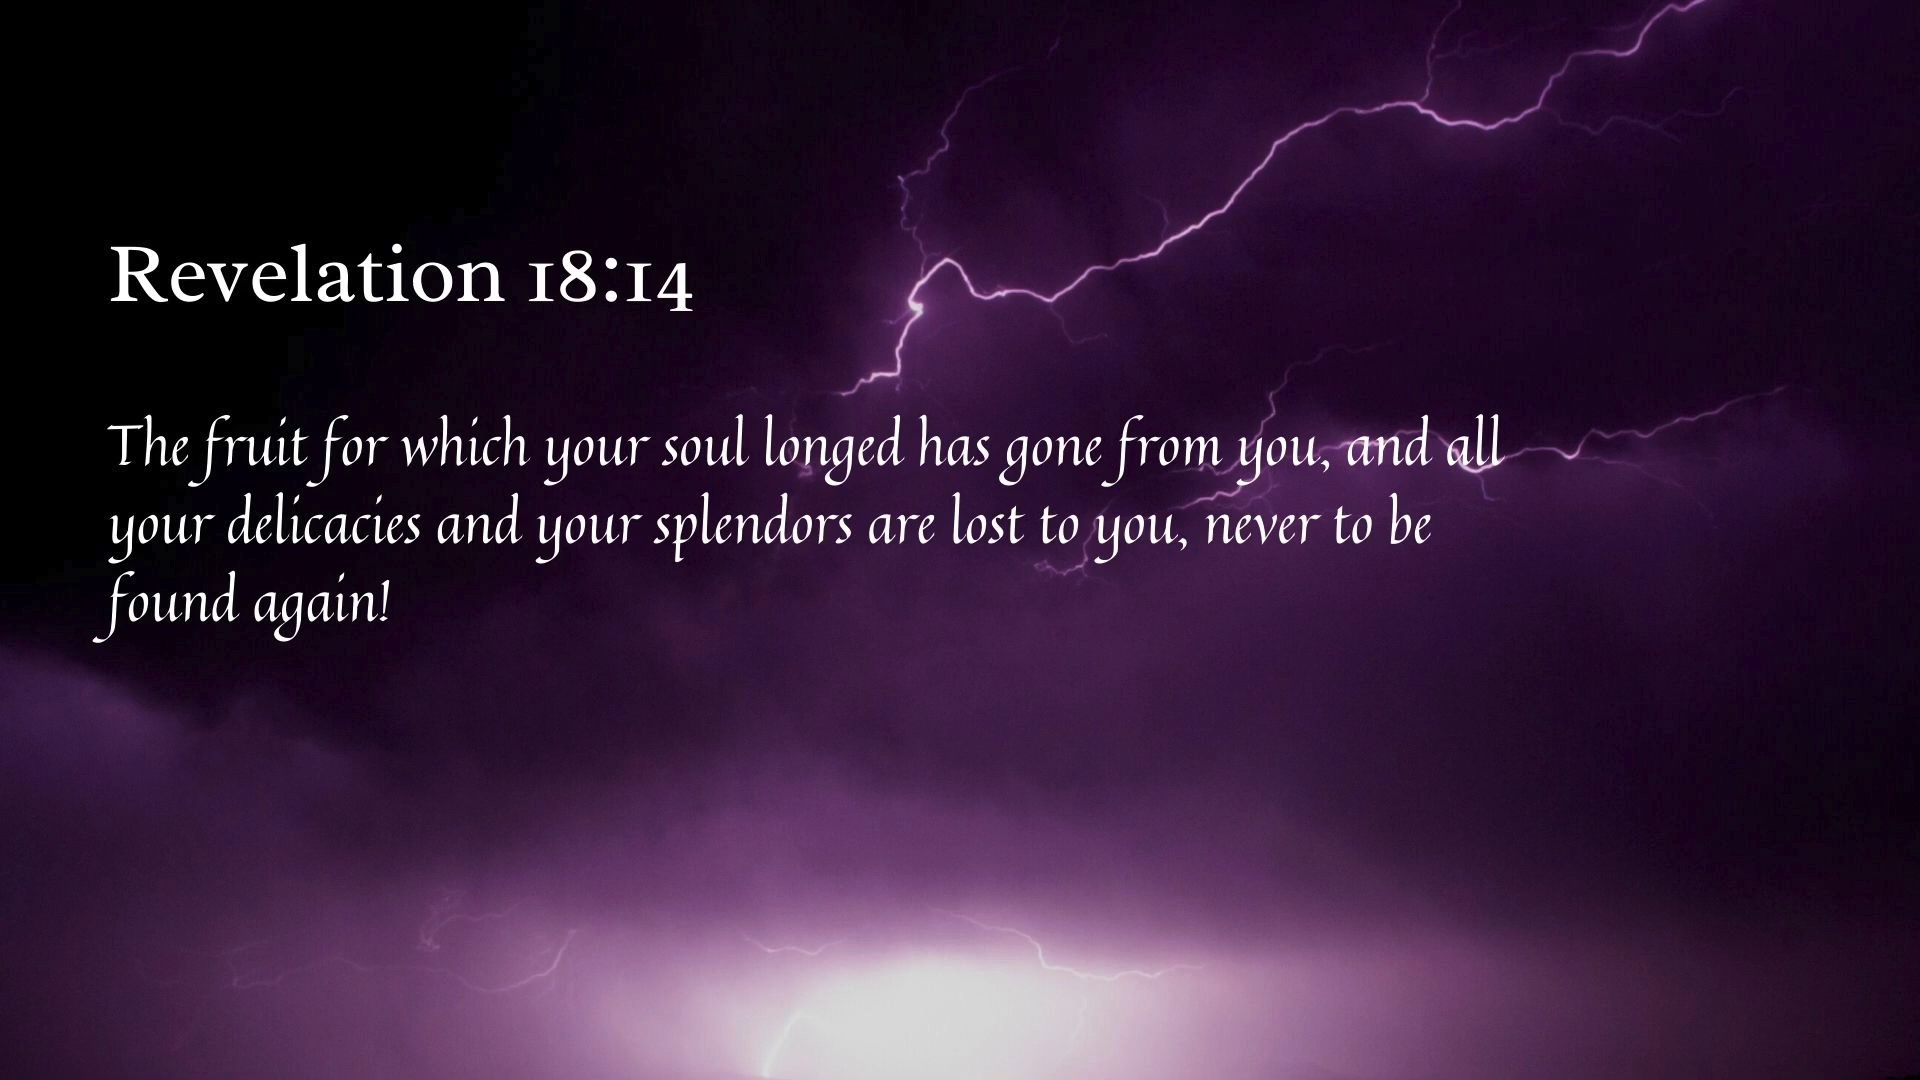 Revelation 18:14
The fruit for which your soul longed has gone from you, and all
your delicacies and your splendors are lost to you, never to be
found again!